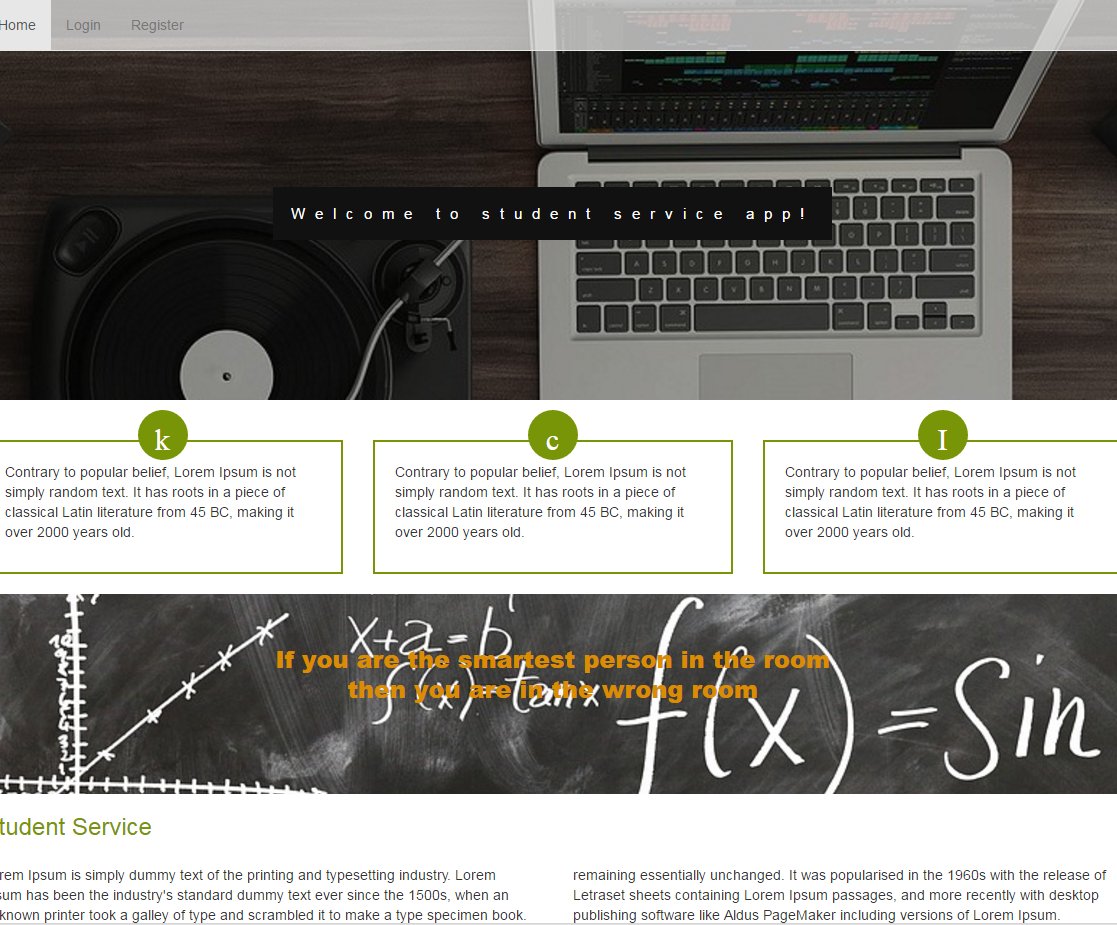 Home Login Register
Welcome to student service app!
k
Contrary to popular belief, Lorem Ipsum is not
simply random text. It has roots in a piece of
classical Latin literature from 45 BC, making it
over 2000 years old.
c
Contrary to popular belief, Lorem Ipsum is not
simply random text. It has roots in a piece of
classical Latin literature from 45 BC, making it
over 2000 years old.
I
Contrary to popular belief, Lorem Ipsum is not
simply random text. It has roots in a piece of
classical Latin literature from 45 BC, making it
over 2000 years old.
x+a=b
f(x)=tanx
f(x)=Sin
If you are the smartest person in the room
then you are in the wrong room
tudent Service
rem Ipsum is simply dummy text of the printing and typesetting industry. Lorem
sum has been the industry's standard dummy text ever since the 1500s, when an
known printer took a galley of type and scrambled it to make a type specimen book.
remaining essentially unchanged. It was popularised in the 1960s with the release of
Letraset sheets containing Lorem Ipsum passages, and more recently with desktop
publishing software like Aldus PageMaker including versions of Lorem Ipsum.